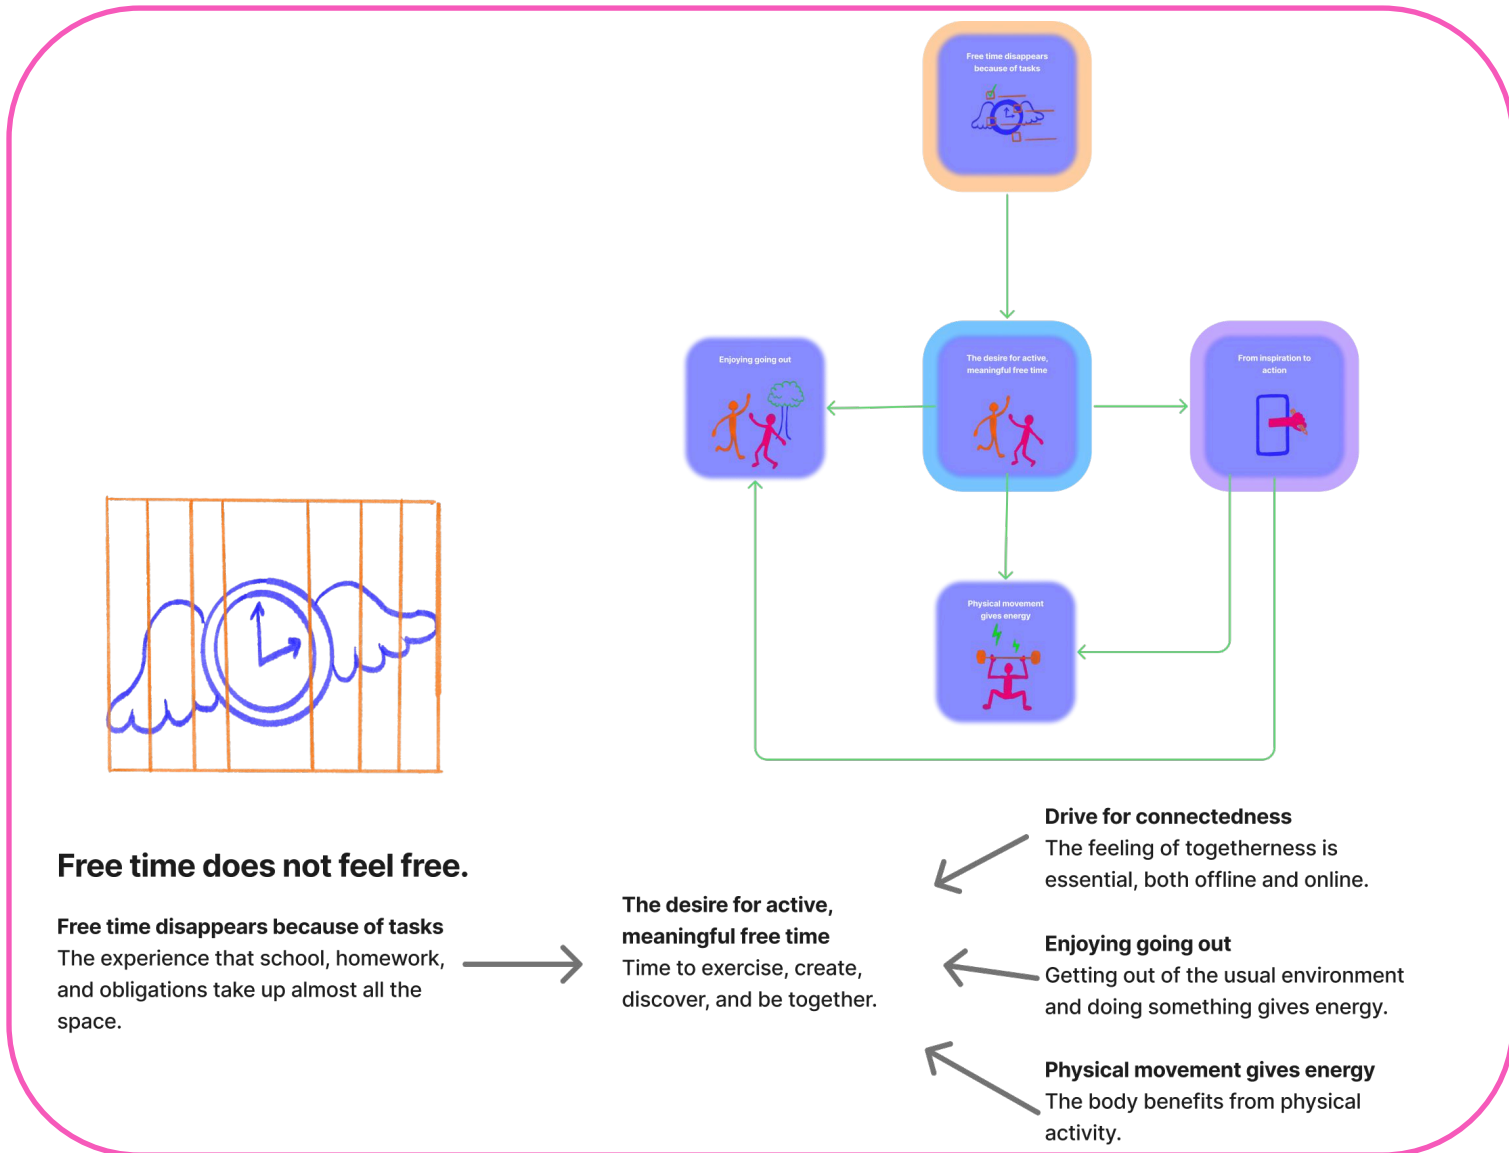 Free time disappears
because of tasks
Enjoying going out
The desire for active,
meaningful free time
From inspiration to
action
Physical movement
gives energy
Free time does not feel free.
Free time disappears because of tasks
The experience that school, homework,
and obligations take up almost all the
space.
The desire for active,
meaningful free time
Time to exercise, create,
discover, and be together.
Drive for connectedness
The feeling of togetherness is
essential, both offline and online.
Enjoying going out
Getting out of the usual environment
and doing something gives energy.
Physical movement gives energy
The body benefits from physical
activity.